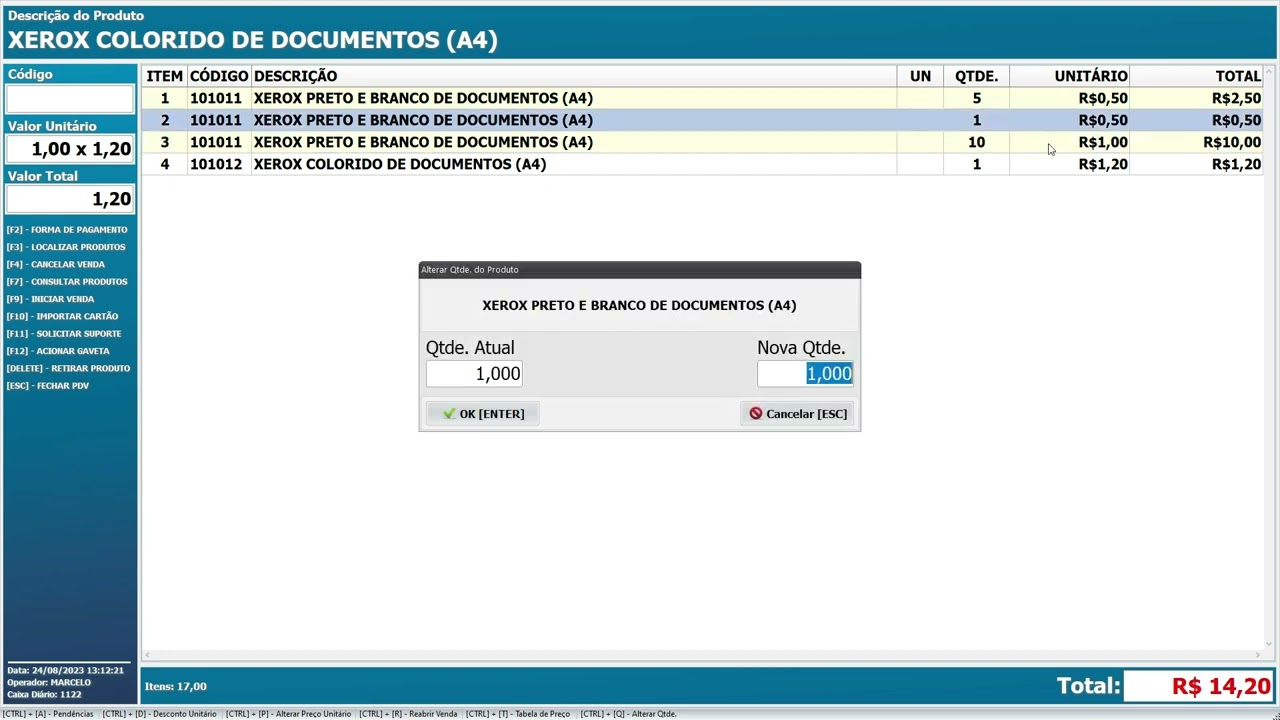 Descrição do Produto
XEROX COLORIDO DE DOCUMENTOS (A4)
Código
Valor Unitário
1,00 x 1,20
Valor Total
1,20
[F2] - FORMA DE PAGAMENTO
[F3] - LOCALIZAR PRODUTOS
[F4] - CANCELAR VENDA
[F7] - CONSULTAR PRODUTOS
[F9] - INICIAR VENDA
[F10] - IMPORTAR CARTÃO
[F11] - SOLICITAR SUPORTE
[F12] - ACIONAR GAVETA
[DELETE] - RETIRAR PRODUTO
[ESC] - FECHAR PDV
Data: 24/08/2023 13:12:21
Operador: MARCELO
Caixa Diário: 1122
ITEM CÓDIGO DESCRIÇÃO UN QTDE. UNITÁRIO TOTAL
1 101011 XEROX PRETO E BRANCO DE DOCUMENTOS (A4) 5 R$0,50 R$2,50
2 101011 XEROX PRETO E BRANCO DE DOCUMENTOS (A4) 1 R$0,50 R$0,50
3 101011 XEROX PRETO E BRANCO DE DOCUMENTOS (A4) 10 R$1,00 R$10,00
4 101012 XEROX COLORIDO DE DOCUMENTOS (A4) 1 R$1,20 R$1,20
Alterar Qtde. do Produto
XEROX PRETO E BRANCO DE DOCUMENTOS (A4)
Qtde. Atual Nova Qtde.
1,000 1,000
OK [ENTER] Cancelar [ESC]
Itens: 17,00 Total: R$ 14,20
[CTRL] + [A] - Pendências [CTRL] + [D] - Desconto Unitário [CTRL] + [P] - Alterar Preço Unitário [CTRL] + [R] - Reabrir Venda [CTRL] + [T] - Tabela de Preço [CTRL] + [Q] - Alterar Qtde.